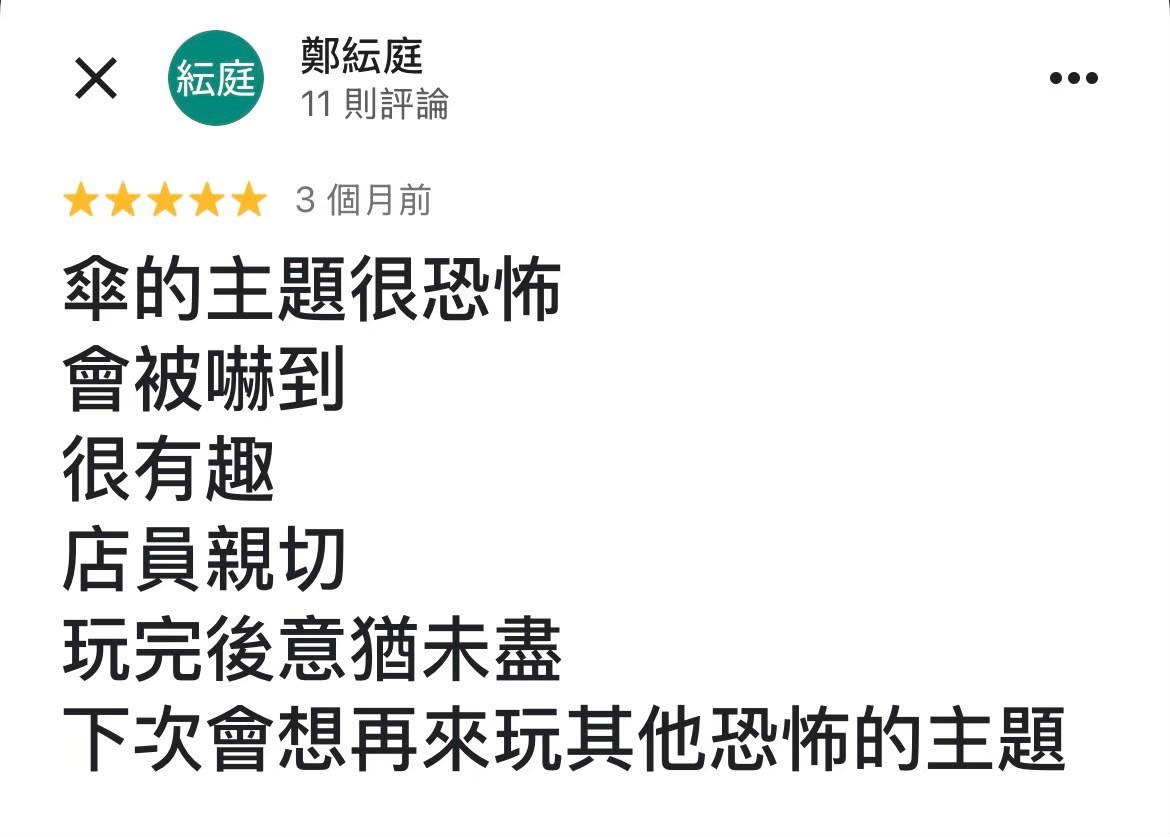 紜庭
鄭紜庭
11 則評論
3 個月前
傘的主題很恐怖
會被嚇到
很有趣
店員親切
玩完後意猶未盡
下次會想再來玩其他恐怖的主題